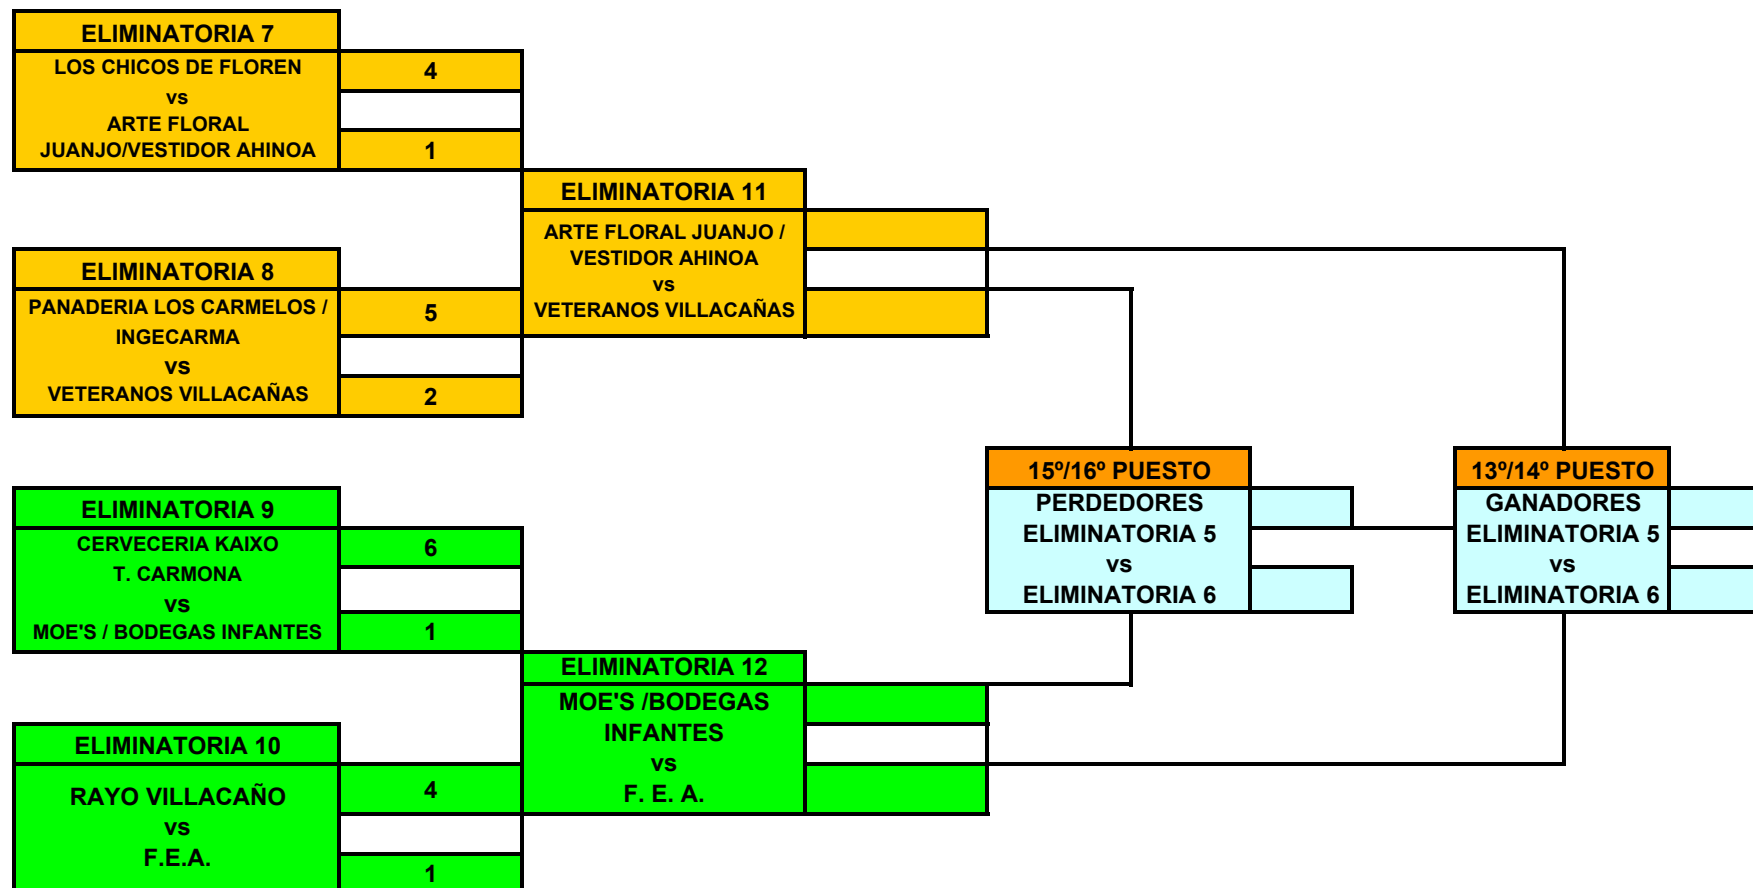 ELIMINATORIA 7
LOS CHICOS DE FLOREN
4
vs
ARTE FLORAL
JUANJO/VESTIDOR AHINOA
1
ELIMINATORIA 8
PANADERIA LOS CARMELOS /
5
INGECARMA
vs
VETERANOS VILLACAÑAS
2
ELIMINATORIA 11
ARTE FLORAL JUANJO /
VESTIDOR AHINOA
vs
VETERANOS VILLACAÑAS
ELIMINATORIA 9
CERVECERIA KAIXO
6
T. CARMONA
vs
MOE'S / BODEGAS INFANTES
1
ELIMINATORIA 10
RAYO VILLACAÑO
4
vs
F.E.A.
1
ELIMINATORIA 12
MOE'S /BODEGAS
INFANTES
vs
F. E. A.
15º/16º PUESTO
PERDEDORES
ELIMINATORIA 5
vs
ELIMINATORIA 6
13º/14º PUESTO
GANADORES
ELIMINATORIA 5
vs
ELIMINATORIA 6